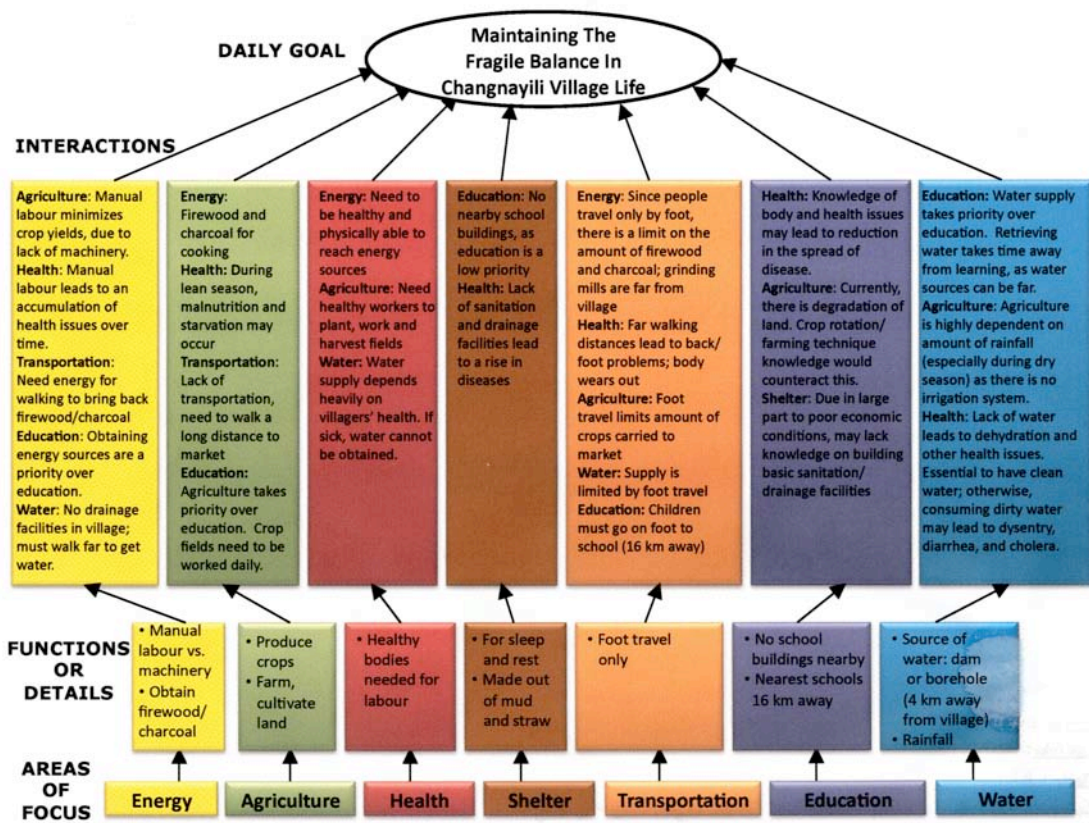 DAILY GOAL
Maintaining The
Fragile Balance In
Changnayili Village Life
INTERACTIONS
Agriculture: Manual
labour minimizes
crop yields, due to
lack of machinery.
Health: Manual
labour leads to an
accumulation of
health issues over
time.
Transportation:
Need energy for
walking to bring back
firewood/charcoal
Education: Obtaining
energy sources are a
priority over
education.
Water: No drainage
facilities in village;
must walk far to get
water.
Energy:
Firewood and
charcoal for
cooking
Health: During
lean season,
malnutrition and
starvation may
occur
Transportation:
Lack of
transportation,
need to walk a
long distance to
market
Education:
Agriculture takes
priority over
education. Crop
fields need to be
worked daily.
Energy: Need to
be healthy and
physically able to
reach energy
sources
Agriculture: Need
healthy workers to
plant, work and
harvest fields
Water: Water
supply depends
heavily on
villagers' health. If
sick, water cannot
be obtained.
Education: No
nearby school
buildings, as
education is a
low priority
Health: Lack of
sanitation
and drainage
facilities lead
to a rise in
diseases
Energy: Since people
travel only by foot,
there is a limit on the
amount of firewood
and charcoal; grinding
mills are far from
village
Health: Far walking
distances lead to back/
foot problems; body
wears out
Agriculture: Foot
travel limits amount of
crops carried to
market
Water: Supply is
limited by foot travel
Education: Children
must go on foot to
school (16 km away)
Health: Knowledge of
body and health issues
may lead to reduction
in the spread of
disease.
Agriculture: Currently,
there is degradation of
land. Crop rotation/
farming technique
knowledge would
counteract this.
Shelter: Due in large
part to poor economic
conditions, may lack
knowledge on building
basic sanitation/
drainage facilities
Education: Water supply
takes priority over
education. Retrieving
water takes time away
from learning, as water
sources can be far.
Agriculture: Agriculture
is highly dependent on
amount of rainfall
(especially during dry
season) as there is no
irrigation system.
Health: Lack of water
leads to dehydration and
other health issues.
Essential to have clean
water; otherwise,
consuming dirty water
may lead to dysentry,
diarrhea, and cholera.
FUNCTIONS
OR
DETAILS
• Manual
labour vs.
machinery
• Obtain
firewood/
charcoal
• Produce
crops
• Farm,
cultivate
land
• Healthy
bodies
needed for
labour
• For sleep
and rest
• Made out
of mud
and straw
• Foot travel
only
• No school
buildings nearby
• Nearest schools
16 km away
• Source of
water: dam
or borehole
(4 km away
from village)
• Rainfall
AREAS
OF
FOCUS
Energy
Agriculture
Health
Shelter
Transportation
Education
Water